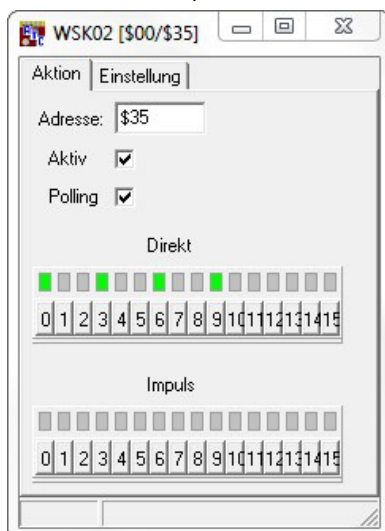 WSK02 [$00/$35]
Aktion Einstellung
Adresse: $35
Aktiv
Polling
Direkt
0 1 2 3 4 5 6 7 8 9 10 11 12 13 14 15
Impuls
0 1 2 3 4 5 6 7 8 9 10 11 12 13 14 15